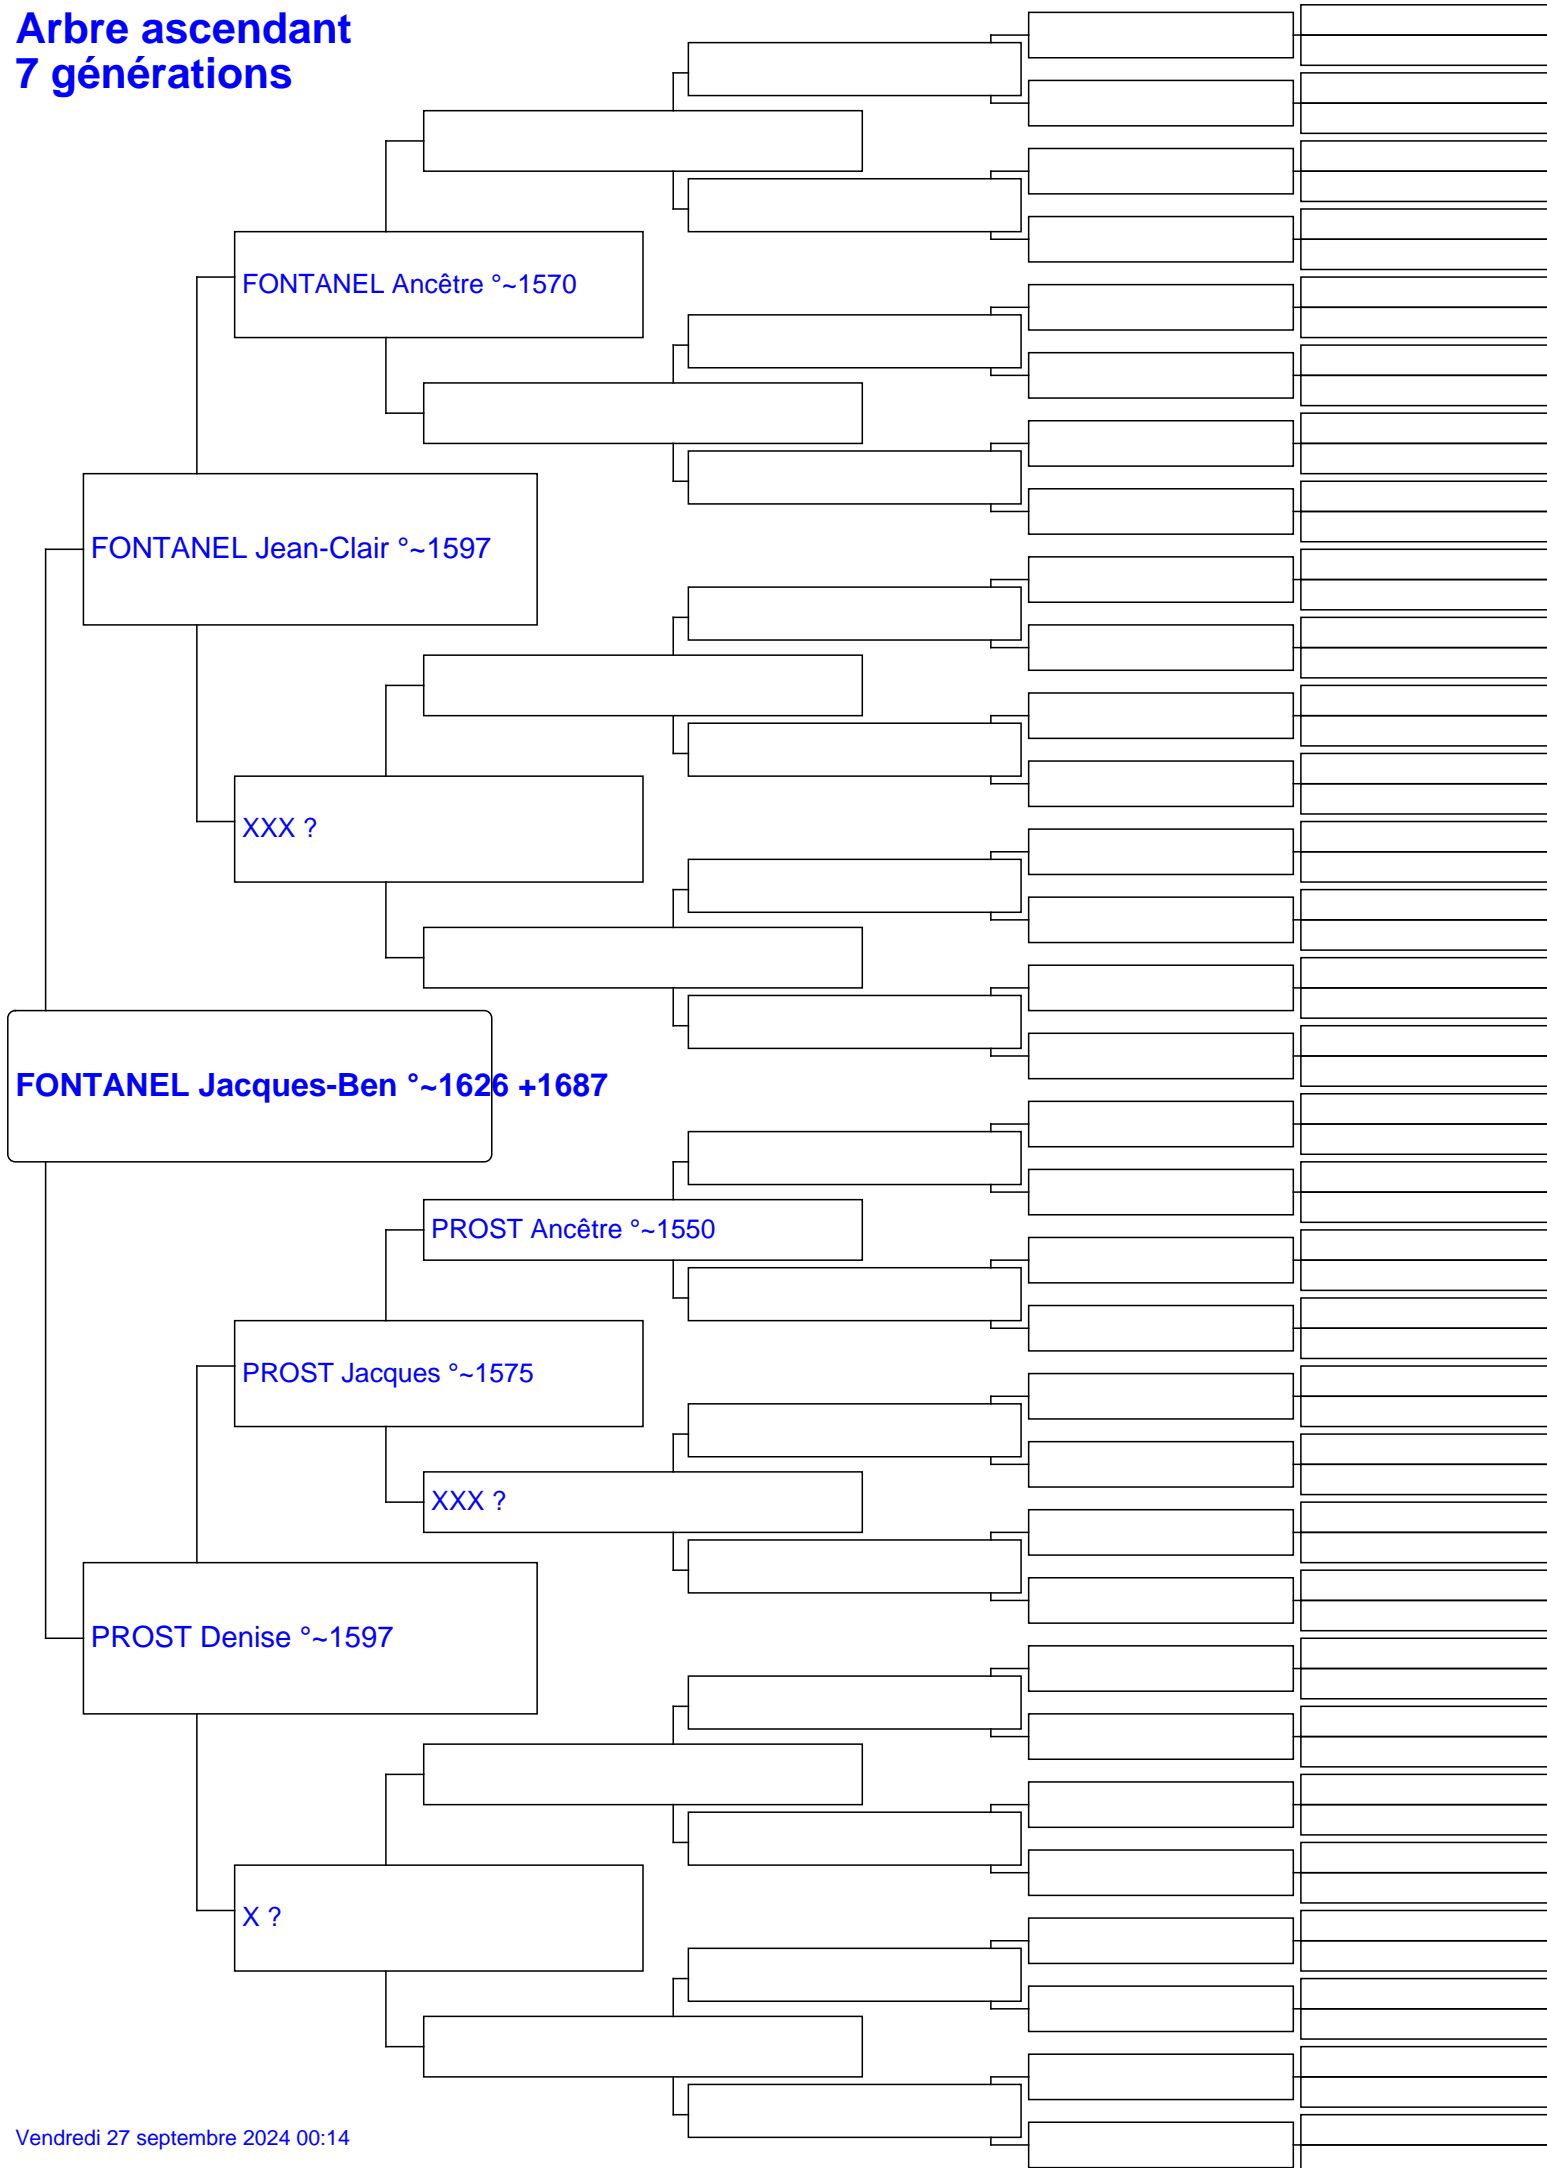 Arbre ascendant
7 générations
FONTANEL Ancêtre °~1570
FONTANEL Jean-Clair °~1597
XXX ?
FONTANEL Jacques-Ben °~1626 +1687
PROST Ancêtre °~1550
PROST Jacques °~1575
XXX ?
PROST Denise °~1597
X ?
Vendredi 27 septembre 2024 00:14